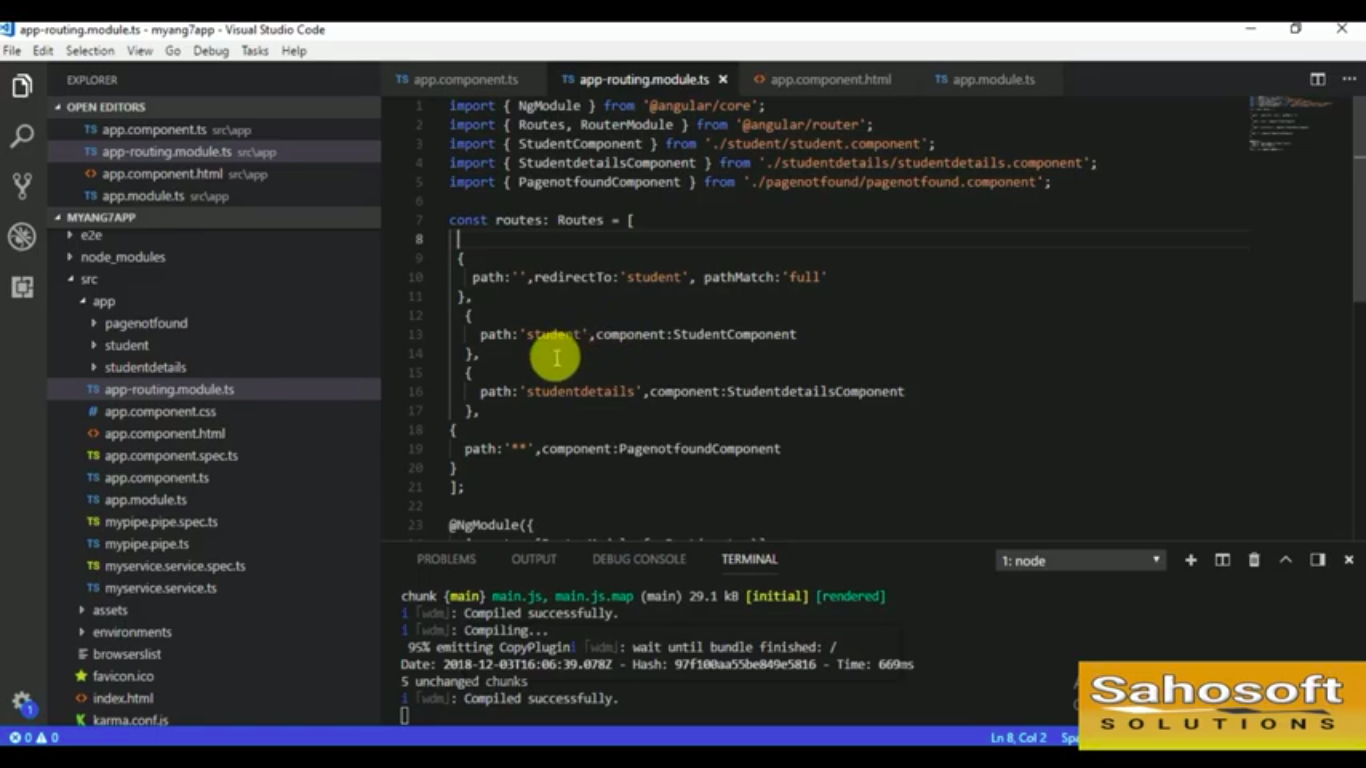 app-routing.module.ts - myang7app - Visual Studio Code
File Edit Selection View Go Debug Tasks Help
EXPLORER
OPEN EDITORS
TS app.component.ts src\app
TS app-routing.module.ts src\app
<> app.component.html src\app
TS app.module.ts src\app
MYANG7APP
e2e
node_modules
src
app
pagenotfound
student
studentdetails
TS app-routing.module.ts
# app.component.css
<> app.component.html
TS app.component.spec.ts
TS app.component.ts
TS app.module.ts
TS mypipe.pipe.spec.ts
TS mypipe.pipe.ts
TS myservice.service.spec.ts
TS myservice.service.ts
assets
environments
browserslist
favicon.ico
<> index.html
karma.conf.js
TS app.component.ts TS app-routing.module.ts × <> app.component.html TS app.module.ts
1 import { NgModule } from '@angular/core';
2 import { Routes, RouterModule } from '@angular/router';
3 import { StudentComponent } from './student/student.component';
4 import { StudentdetailsComponent } from './studentdetails/studentdetails.component';
5 import { PagenotfoundComponent } from './pagenotfound/pagenotfound.component';
6
7 const routes: Routes = [
8
9 {
10 path:'',redirectTo:'student', pathMatch:'full'
11 },
12 {
13 path:'student',component:StudentComponent
14 },
15 {
16 path:'studentdetails',component:StudentdetailsComponent
17 },
18 {
19 path:'**',component:PagenotfoundComponent
20 }
21 ];
22
23 @NgModule({
PROBLEMS OUTPUT DEBUG CONSOLE TERMINAL 1: node
chunk {main} main.js, main.js.map (main) 29.1 kB [initial] [rendered]
i ｢wdm｣: Compiled successfully.
i ｢wdm｣: Compiling...
95% emitting CopyPlugini ｢wdm｣: wait until bundle finished: /
Date: 2018-12-03T16:06:39.078Z - Hash: 97f100aa55be849e5816 - Time: 669ms
5 unchanged chunks
i ｢wdm｣: Compiled successfully.
1
0 0 Ln 8, Col 2
Sahosoft
SOLUTIONS